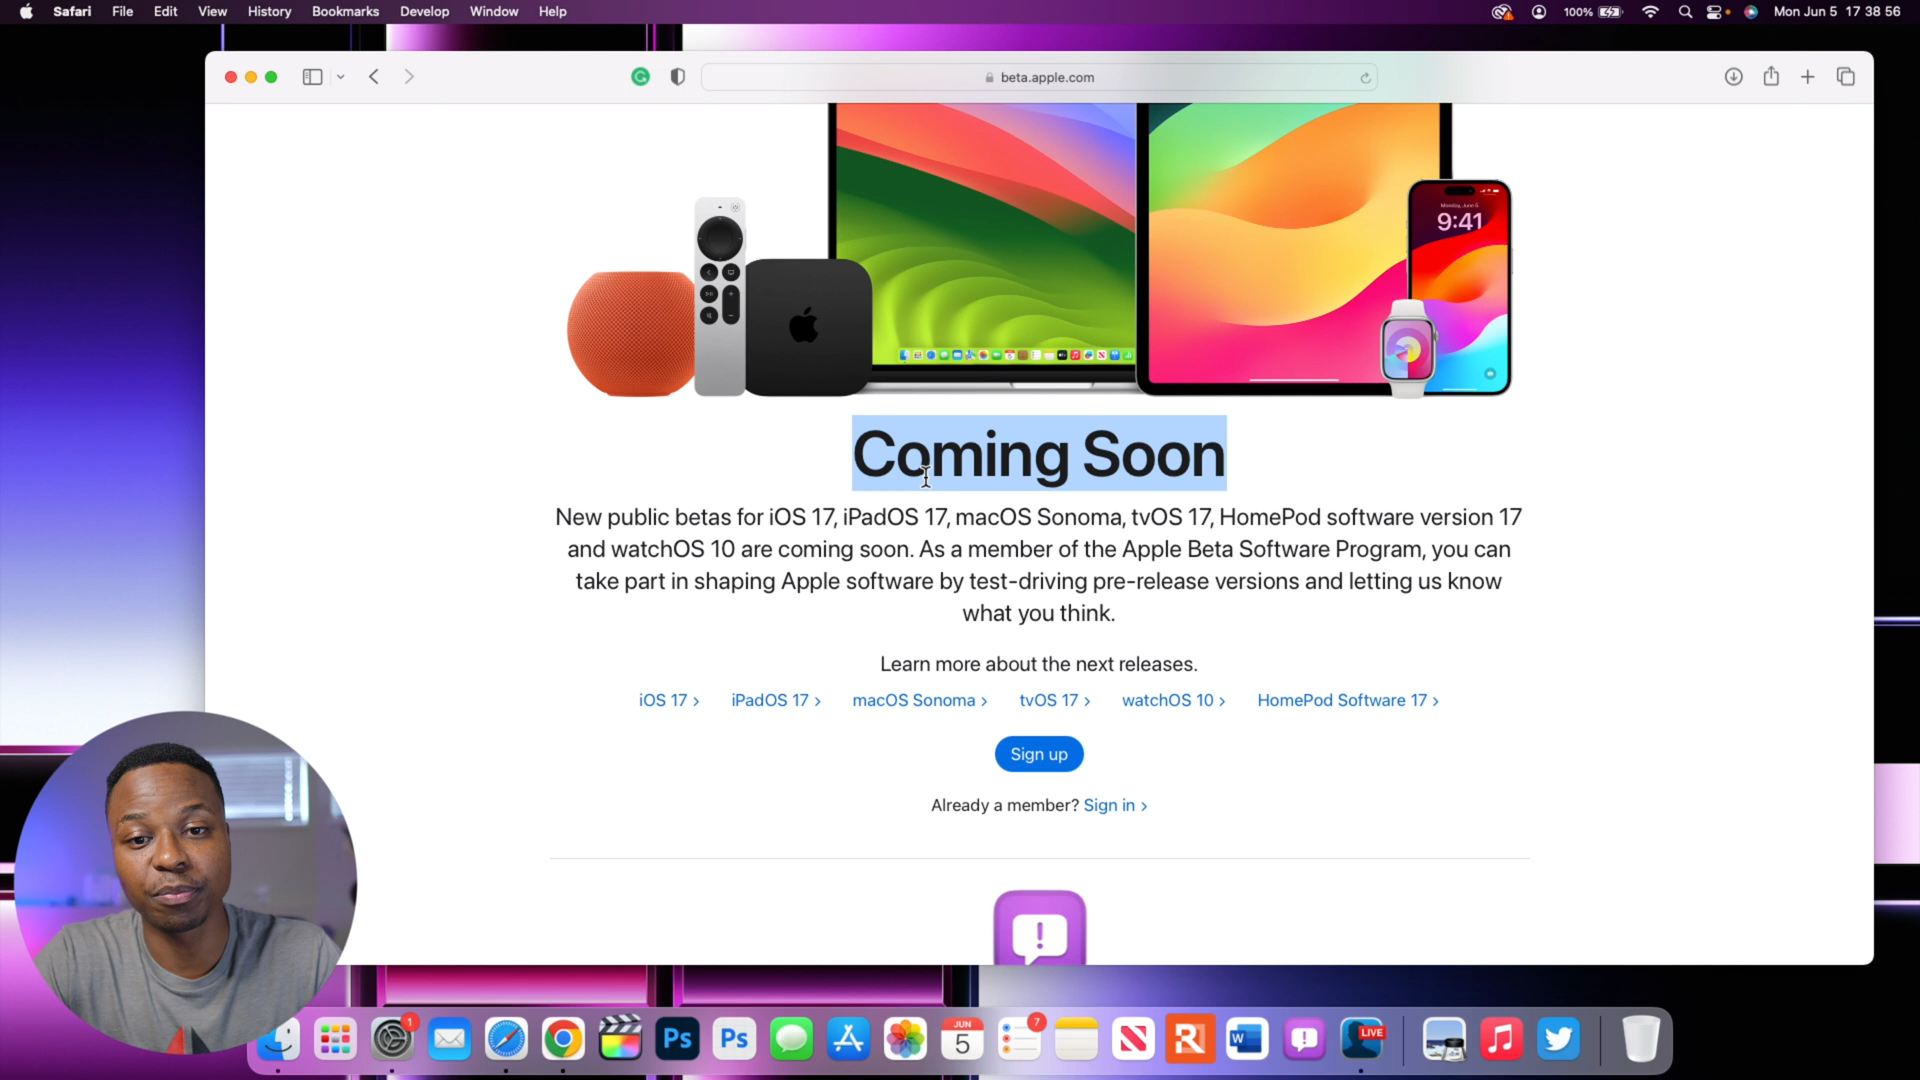 Safari File Edit View History Bookmarks Develop Window Help 100% Mon Jun 5 17 38 56
beta.apple.com
Monday, June 5
9:41
Coming Soon
New public betas for iOS 17, iPadOS 17, macOS Sonoma, tvOS 17, HomePod software version 17
and watchOS 10 are coming soon. As a member of the Apple Beta Software Program, you can
take part in shaping Apple software by test-driving pre-release versions and letting us know
what you think.
Learn more about the next releases.
iOS 17 > iPadOS 17 > macOS Sonoma > tvOS 17 > watchOS 10 > HomePod Software 17 >
Sign up
Already a member? Sign in >
!
1 Ps Ps JUN 5 7 N R W ! LIVE